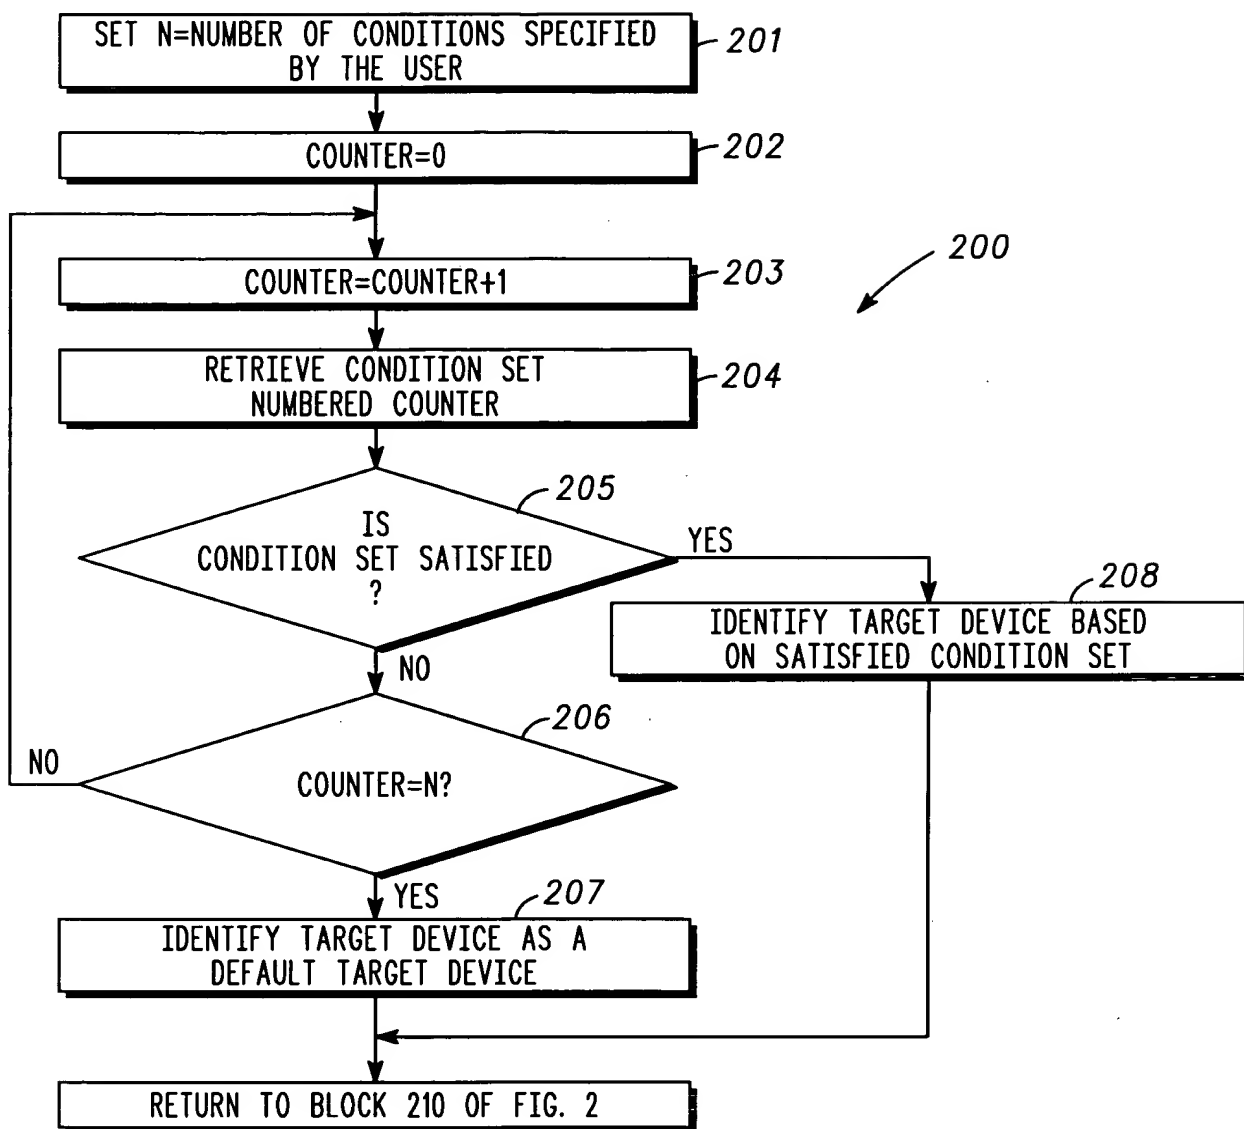 SET N=NUMBER OF CONDITIONS SPECIFIED
BY THE USER
201
COUNTER=0
202
COUNTER=COUNTER+1
203
200
RETRIEVE CONDITION SET
NUMBERED COUNTER
204
205
IS
CONDITION SET SATISFIED
?
YES
208
IDENTIFY TARGET DEVICE BASED
ON SATISFIED CONDITION SET
NO
206
NO
COUNTER=N?
YES
207
IDENTIFY TARGET DEVICE AS A
DEFAULT TARGET DEVICE
RETURN TO BLOCK 210 OF FIG. 2